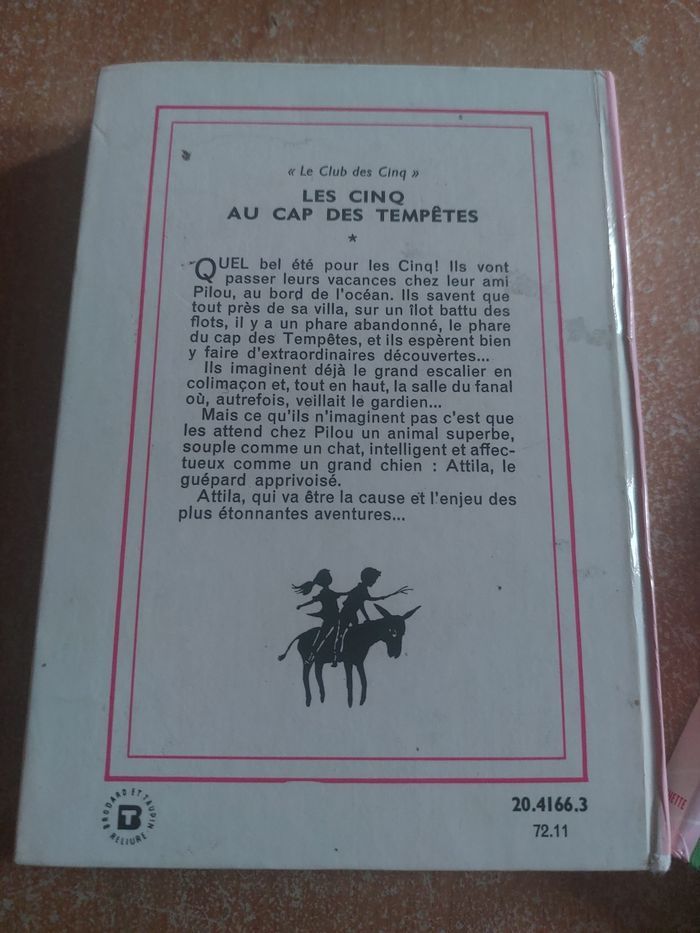 « Le Club des Cinq »
LES CINQ
AU CAP DES TEMPÊTES
*
QUEL bel été pour les Cinq! Ils vont
passer leurs vacances chez leur ami
Pilou, au bord de l'océan. Ils savent que
tout près de sa villa, sur un îlot battu des
flots, il y a un phare abandonné, le phare
du cap des Tempêtes, et ils espèrent bien
y faire d'extraordinaires découvertes...
Ils imaginent déjà le grand escalier en
colimaçon et, tout en haut, la salle du fanal
où, autrefois, veillait le gardien...
Mais ce qu'ils n'imaginent pas c'est que
les attend chez Pilou un animal superbe,
souple comme un chat, intelligent et affec-
tueux comme un grand chien : Attila, le
guépard apprivoisé.
Attila, qui va être la cause et l'enjeu des
plus étonnantes aventures...
BRODARD ET TAUPIN
BT
RELIURE
20.4166.3
72.11
HETTE